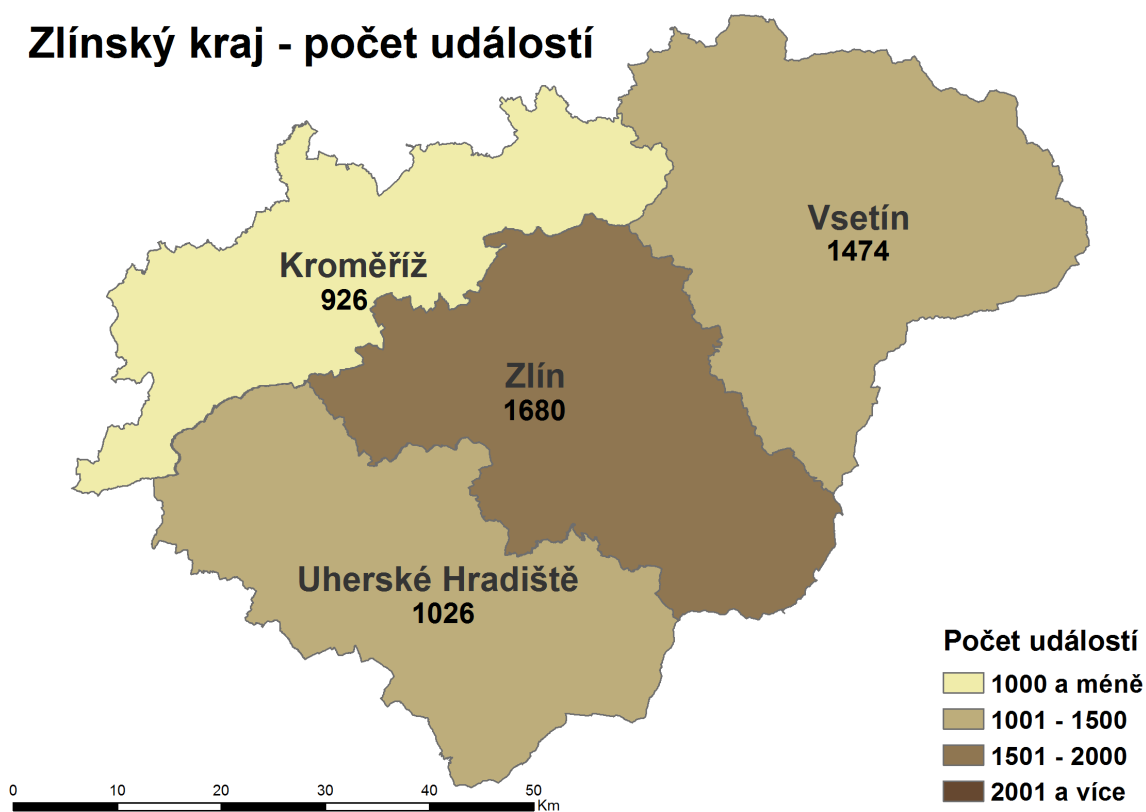 Zlínský kraj - počet událostí
Vsetín
1474
Kroměříž
926
Zlín
1680
Uherské Hradiště
1026
Počet událostí
1000 a méně
1001 - 1500
1501 - 2000
2001 a více
0 10 20 30 40 50
Km